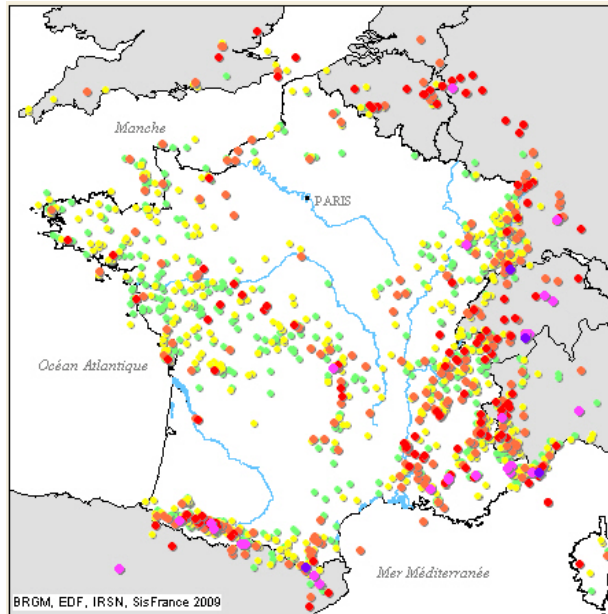 Manche
PARIS
Océan Atlantique
Mer Méditerranée
BRGM, EDF, IRSN, SisFrance 2009